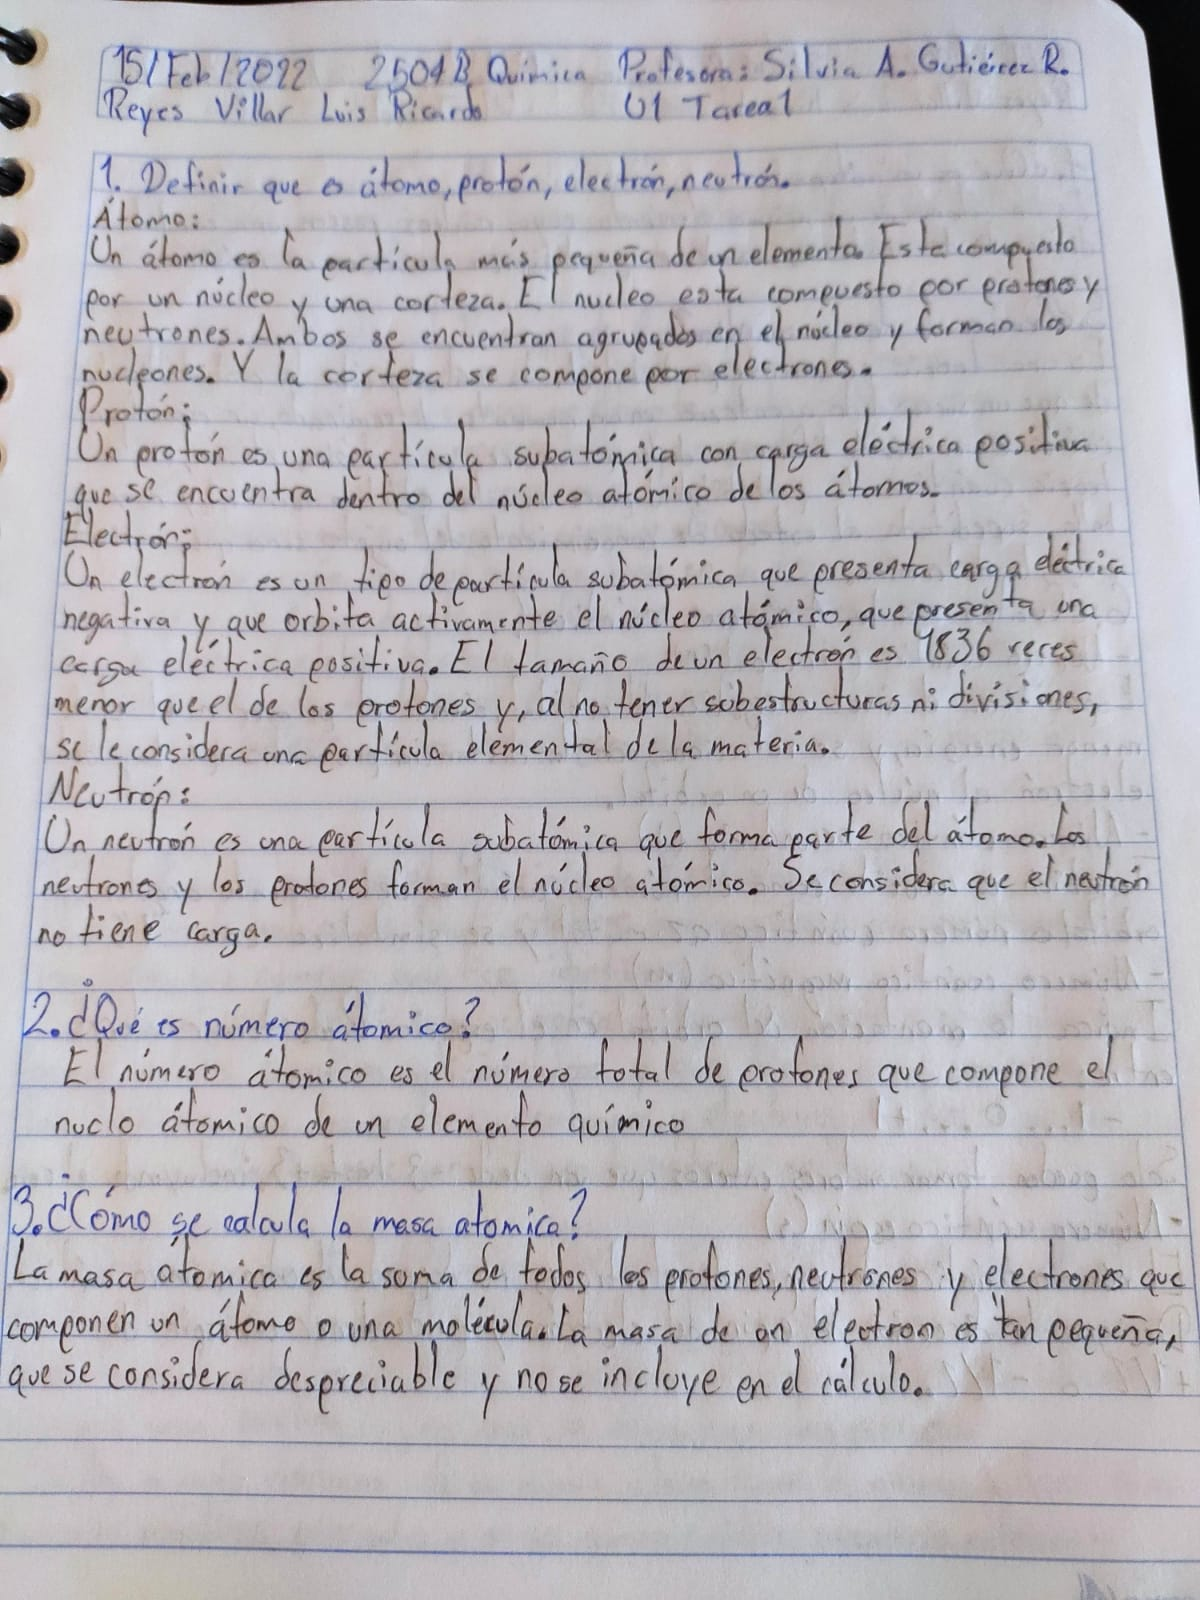 15/Feb/2022 2504B Química Profesora: Silvia A. Gutiérrez R.
Reyes Villar Luis Ricardo U1 Tarea1
1. Definir que es átomo, protón, electrón, neutrón.
Átomo:
Un átomo es la partícula más pequeña de un elemento. Este compuesto
por un núcleo y una corteza. El nucleo esta compuesto por protones y
neutrones. Ambos se encuentran agrupados en el núcleo y forman los
nucleones. Y la corteza se compone por electrones.
Protón:
Un protón es una partícula subatómica con carga eléctrica positiva
que se encuentra dentro del núcleo atómico de los átomos.
Electrón:
Un electrón es un tipo de partícula subatómica que presenta carga eléctrica
negativa y que orbita activamente el núcleo atómico, que presenta una
carga eléctrica positiva. El tamaño de un electrón es 1836 veces
menor que el de los protones y, al no tener subestructuras ni divisiones,
se le considera una partícula elemental de la materia.
Neutrón:
Un neutrón es una partícula subatómica que forma parte del átomo. Los
neutrones y los protones forman el núcleo atómico. Se considera que el neutrón
no tiene carga.
2. ¿Qué es número átomico?
El número átomico es el número total de protones que compone el
nuclo átomico de un elemento químico
3. ¿Cómo se calcula la masa atomica?
La masa átomica es la suma de todos los protones, neutrones y electrones que
componen un átomo o una molécula. La masa de un electron es tan pequeña,
que se considera despreciable y no se incluye en el cálculo.